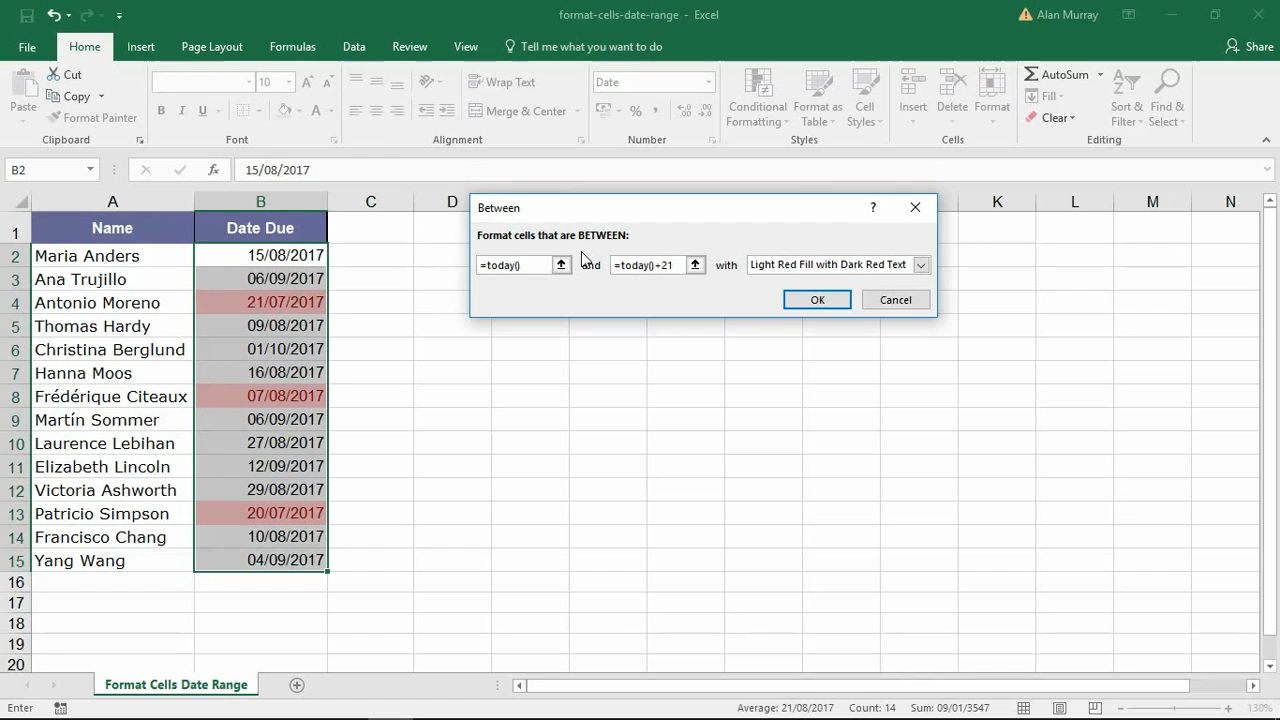 format-cells-date-range - Excel
Alan Murray
File Home Insert Page Layout Formulas Data Review View Tell me what you want to do Share
Paste
Cut
Copy
Format Painter
Clipboard
10
B I U
A A
Font
Wrap Text
Merge & Center
Alignment
Date
% ,
Number
Conditional Formatting
Format as Table
Cell Styles
Styles
Insert Delete Format
Cells
AutoSum
Fill
Clear
Sort & Filter
Find & Select
Editing
B2 fx 15/08/2017
A B C D K L M N
1 Name Date Due
2 Maria Anders 15/08/2017
3 Ana Trujillo 06/09/2017
4 Antonio Moreno 21/07/2017
5 Thomas Hardy 09/08/2017
6 Christina Berglund 01/10/2017
7 Hanna Moos 16/08/2017
8 Frédérique Citeaux 07/08/2017
9 Martín Sommer 06/09/2017
10 Laurence Lebihan 27/08/2017
11 Elizabeth Lincoln 12/09/2017
12 Victoria Ashworth 29/08/2017
13 Patricio Simpson 20/07/2017
14 Francisco Chang 10/08/2017
15 Yang Wang 04/09/2017
16
17
18
19
20
Between ?
Format cells that are BETWEEN:
=today() and =today()+21 with Light Red Fill with Dark Red Text
OK Cancel
Format Cells Date Range
Enter Average: 21/08/2017 Count: 14 Sum: 09/01/3547 130%